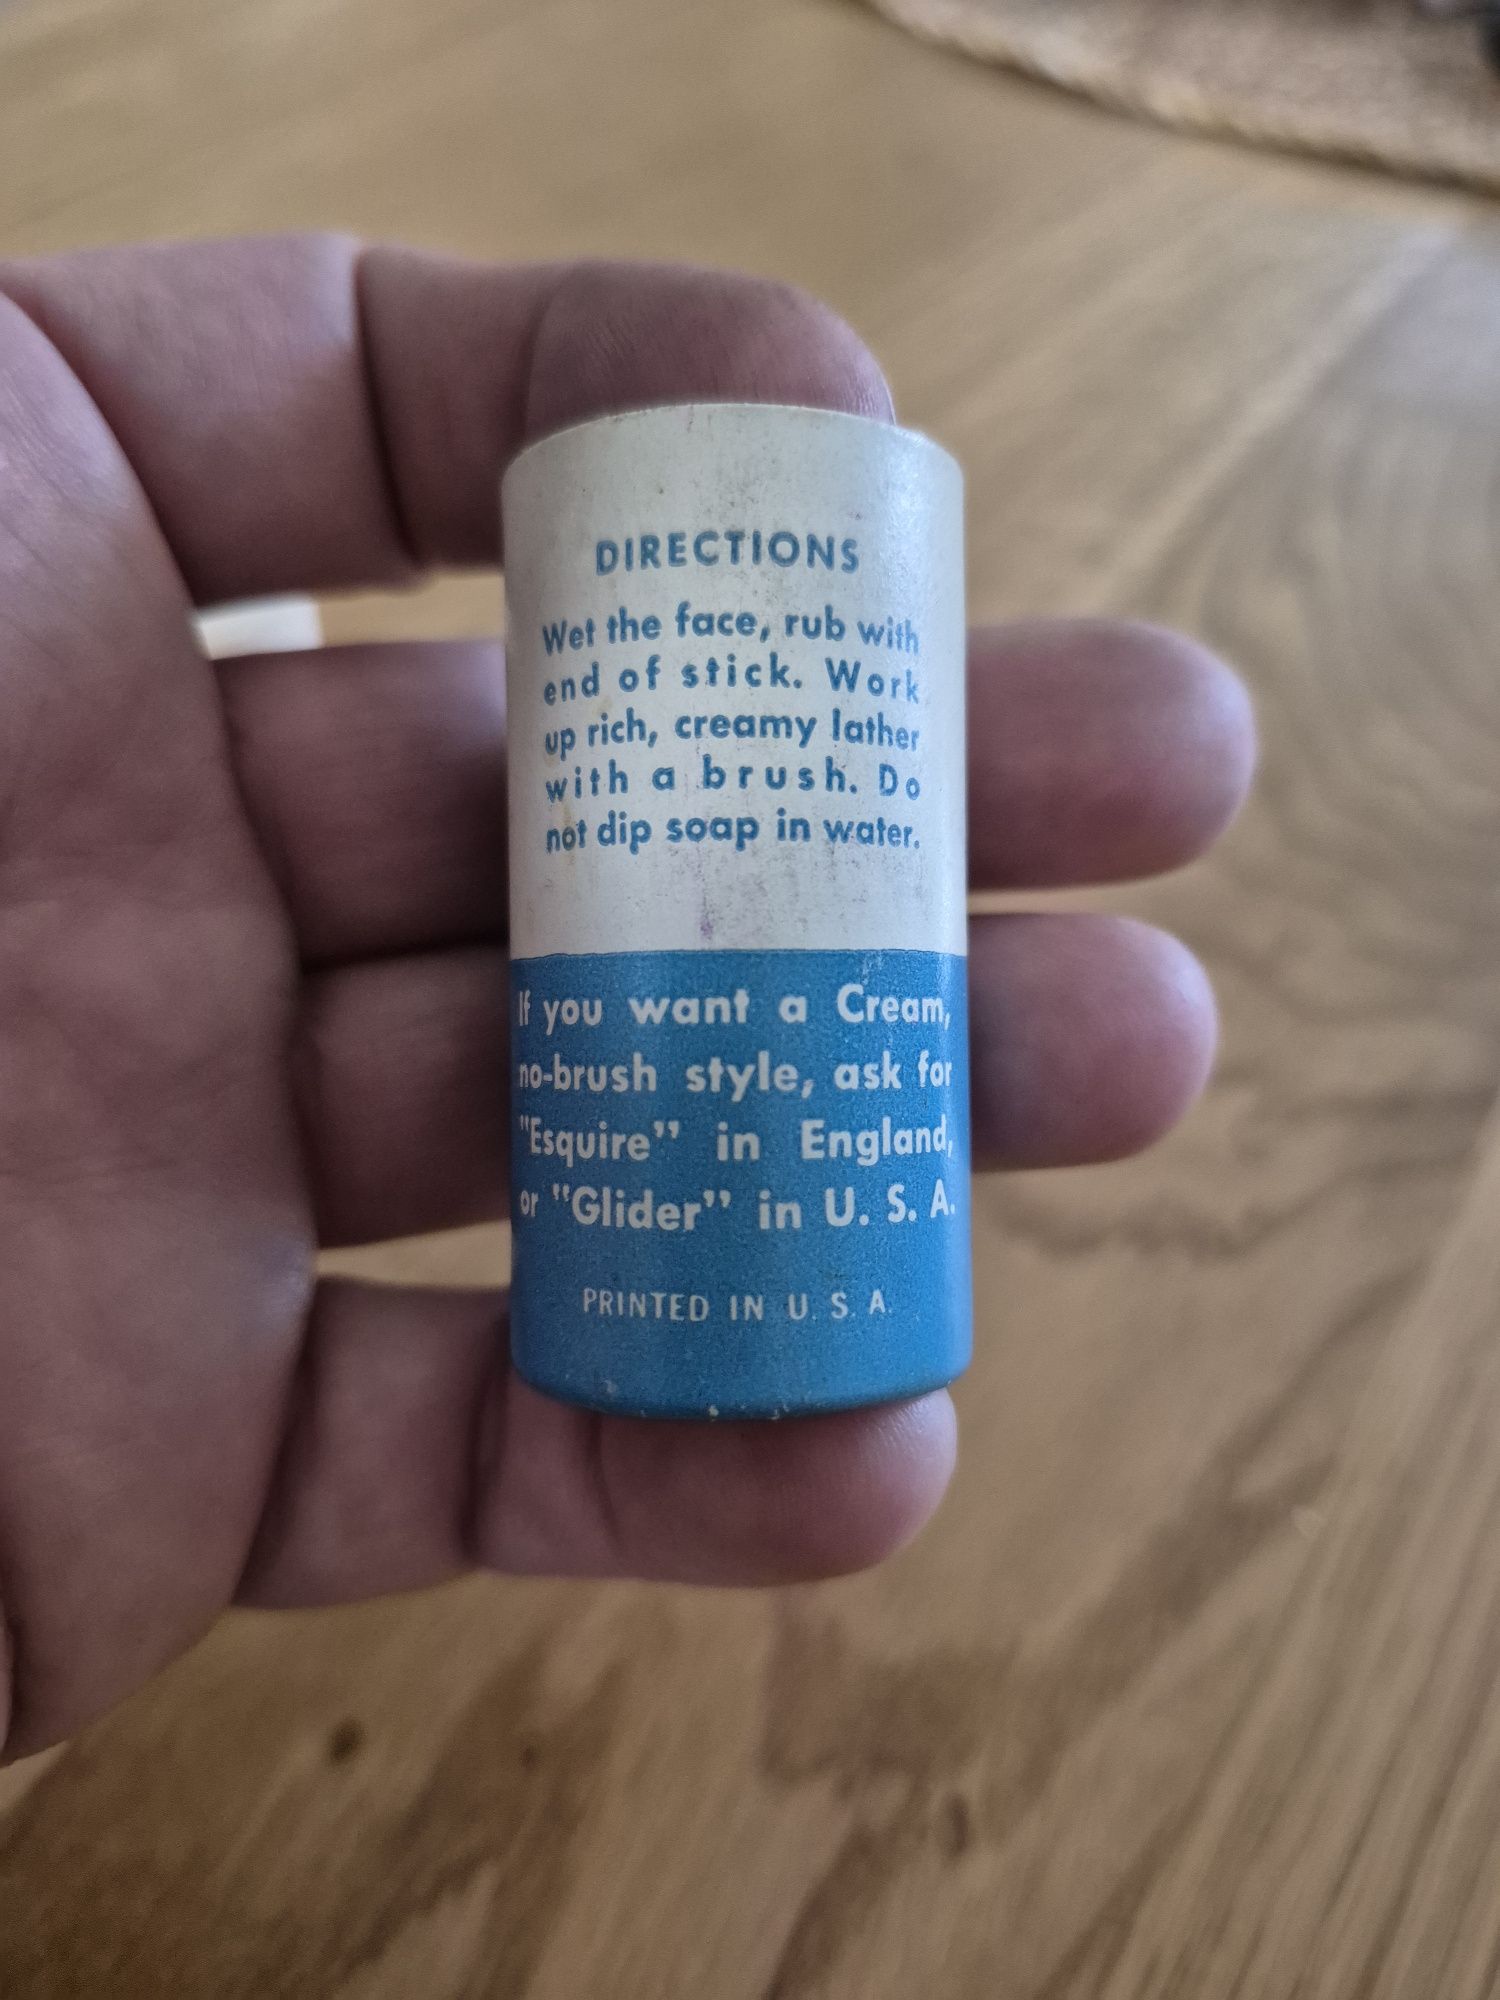 DIRECTIONS
Wet the face, rub with
end of stick. Work
up rich, creamy lather
with a brush. Do
not dip soap in water.
If you want a Cream,
no-brush style, ask for
"Esquire" in England,
or "Glider" in U. S. A.
PRINTED IN U. S. A.